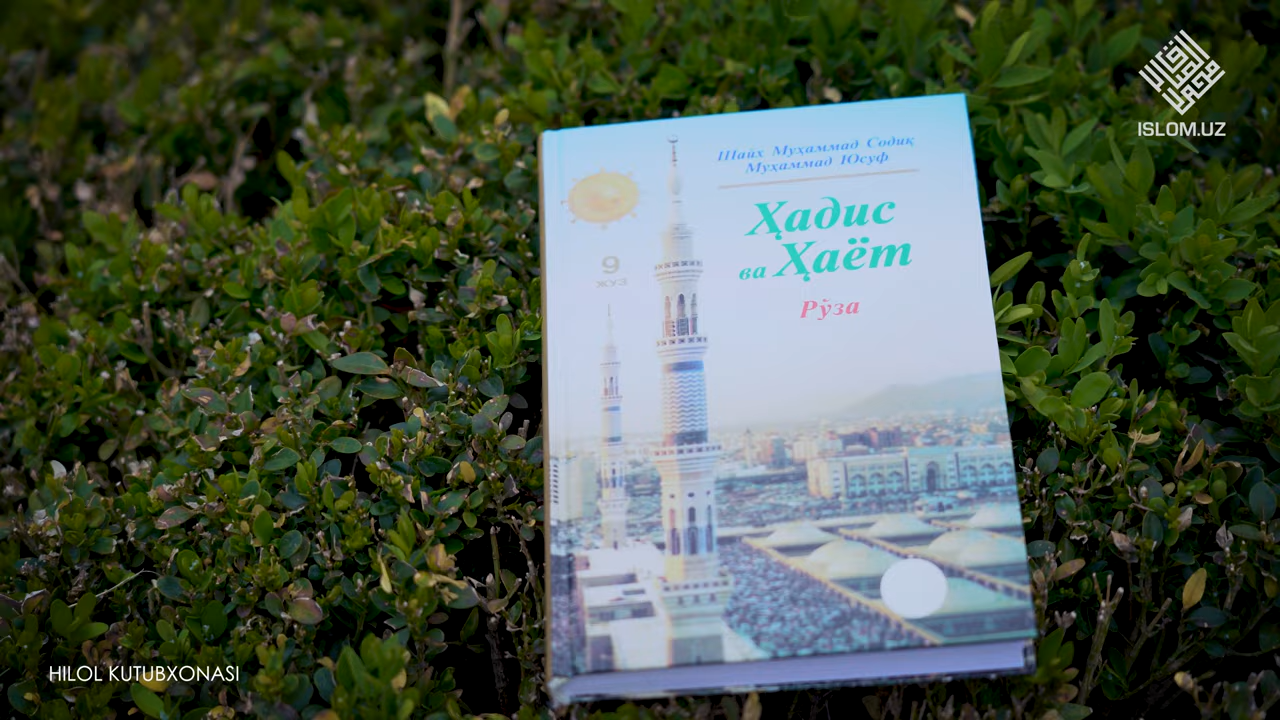 ISLOM.UZ
Шайх Муҳаммад Содиқ
Муҳаммад Юсуф
Ҳадис
ва Ҳаёт
Рўза
9
жуз
HILOL KUTUBXONASI